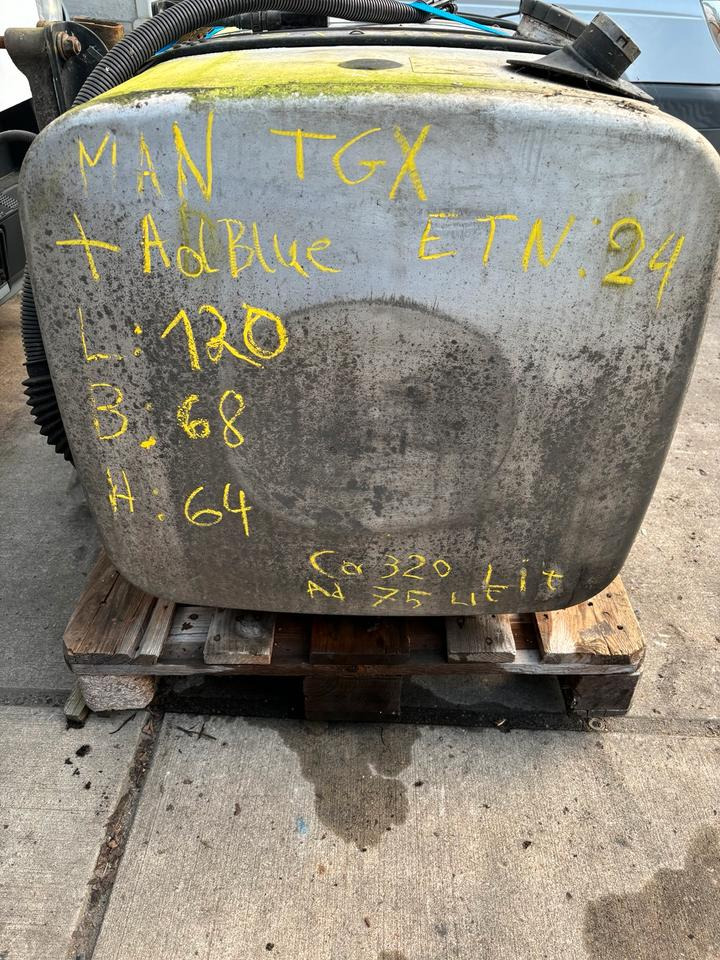 MAN TGX
+ AdBlue ETN: 24
L: 120
B: 68
H: 64
Ca 320 Lit
Ad 75 Lit